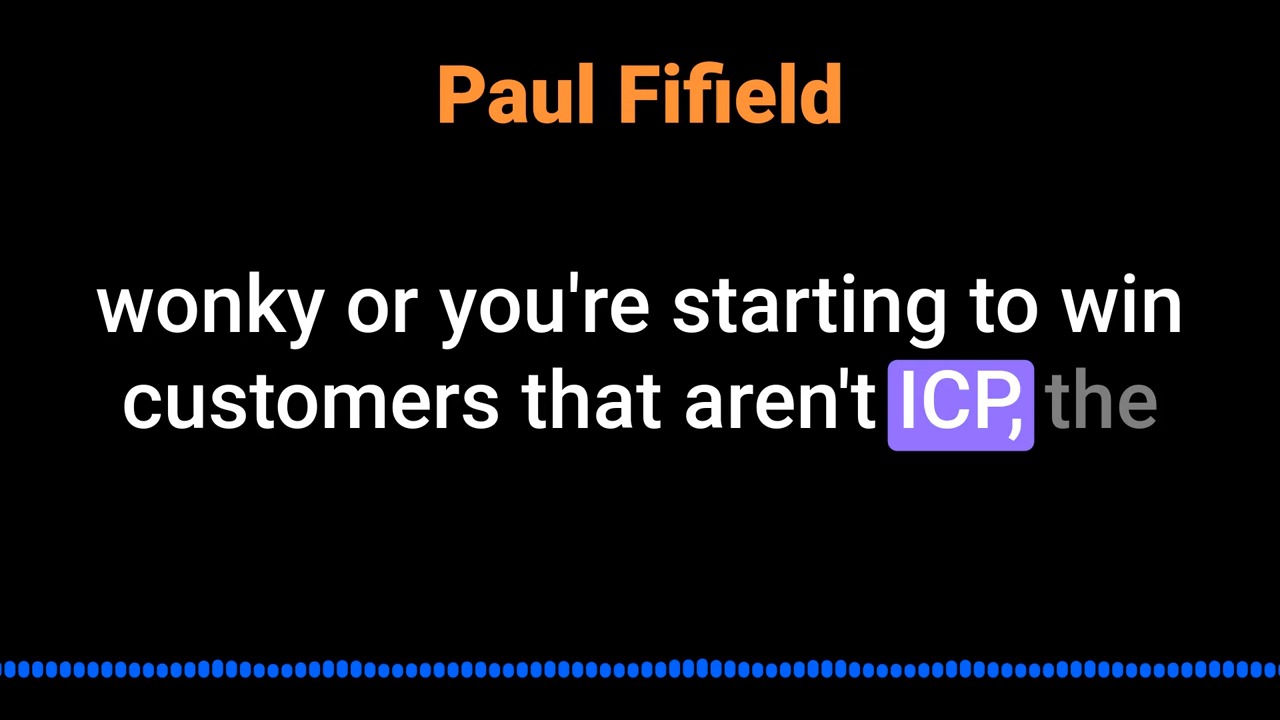 Paul Fifield
wonky or you're starting to win
customers that aren't ICP, the